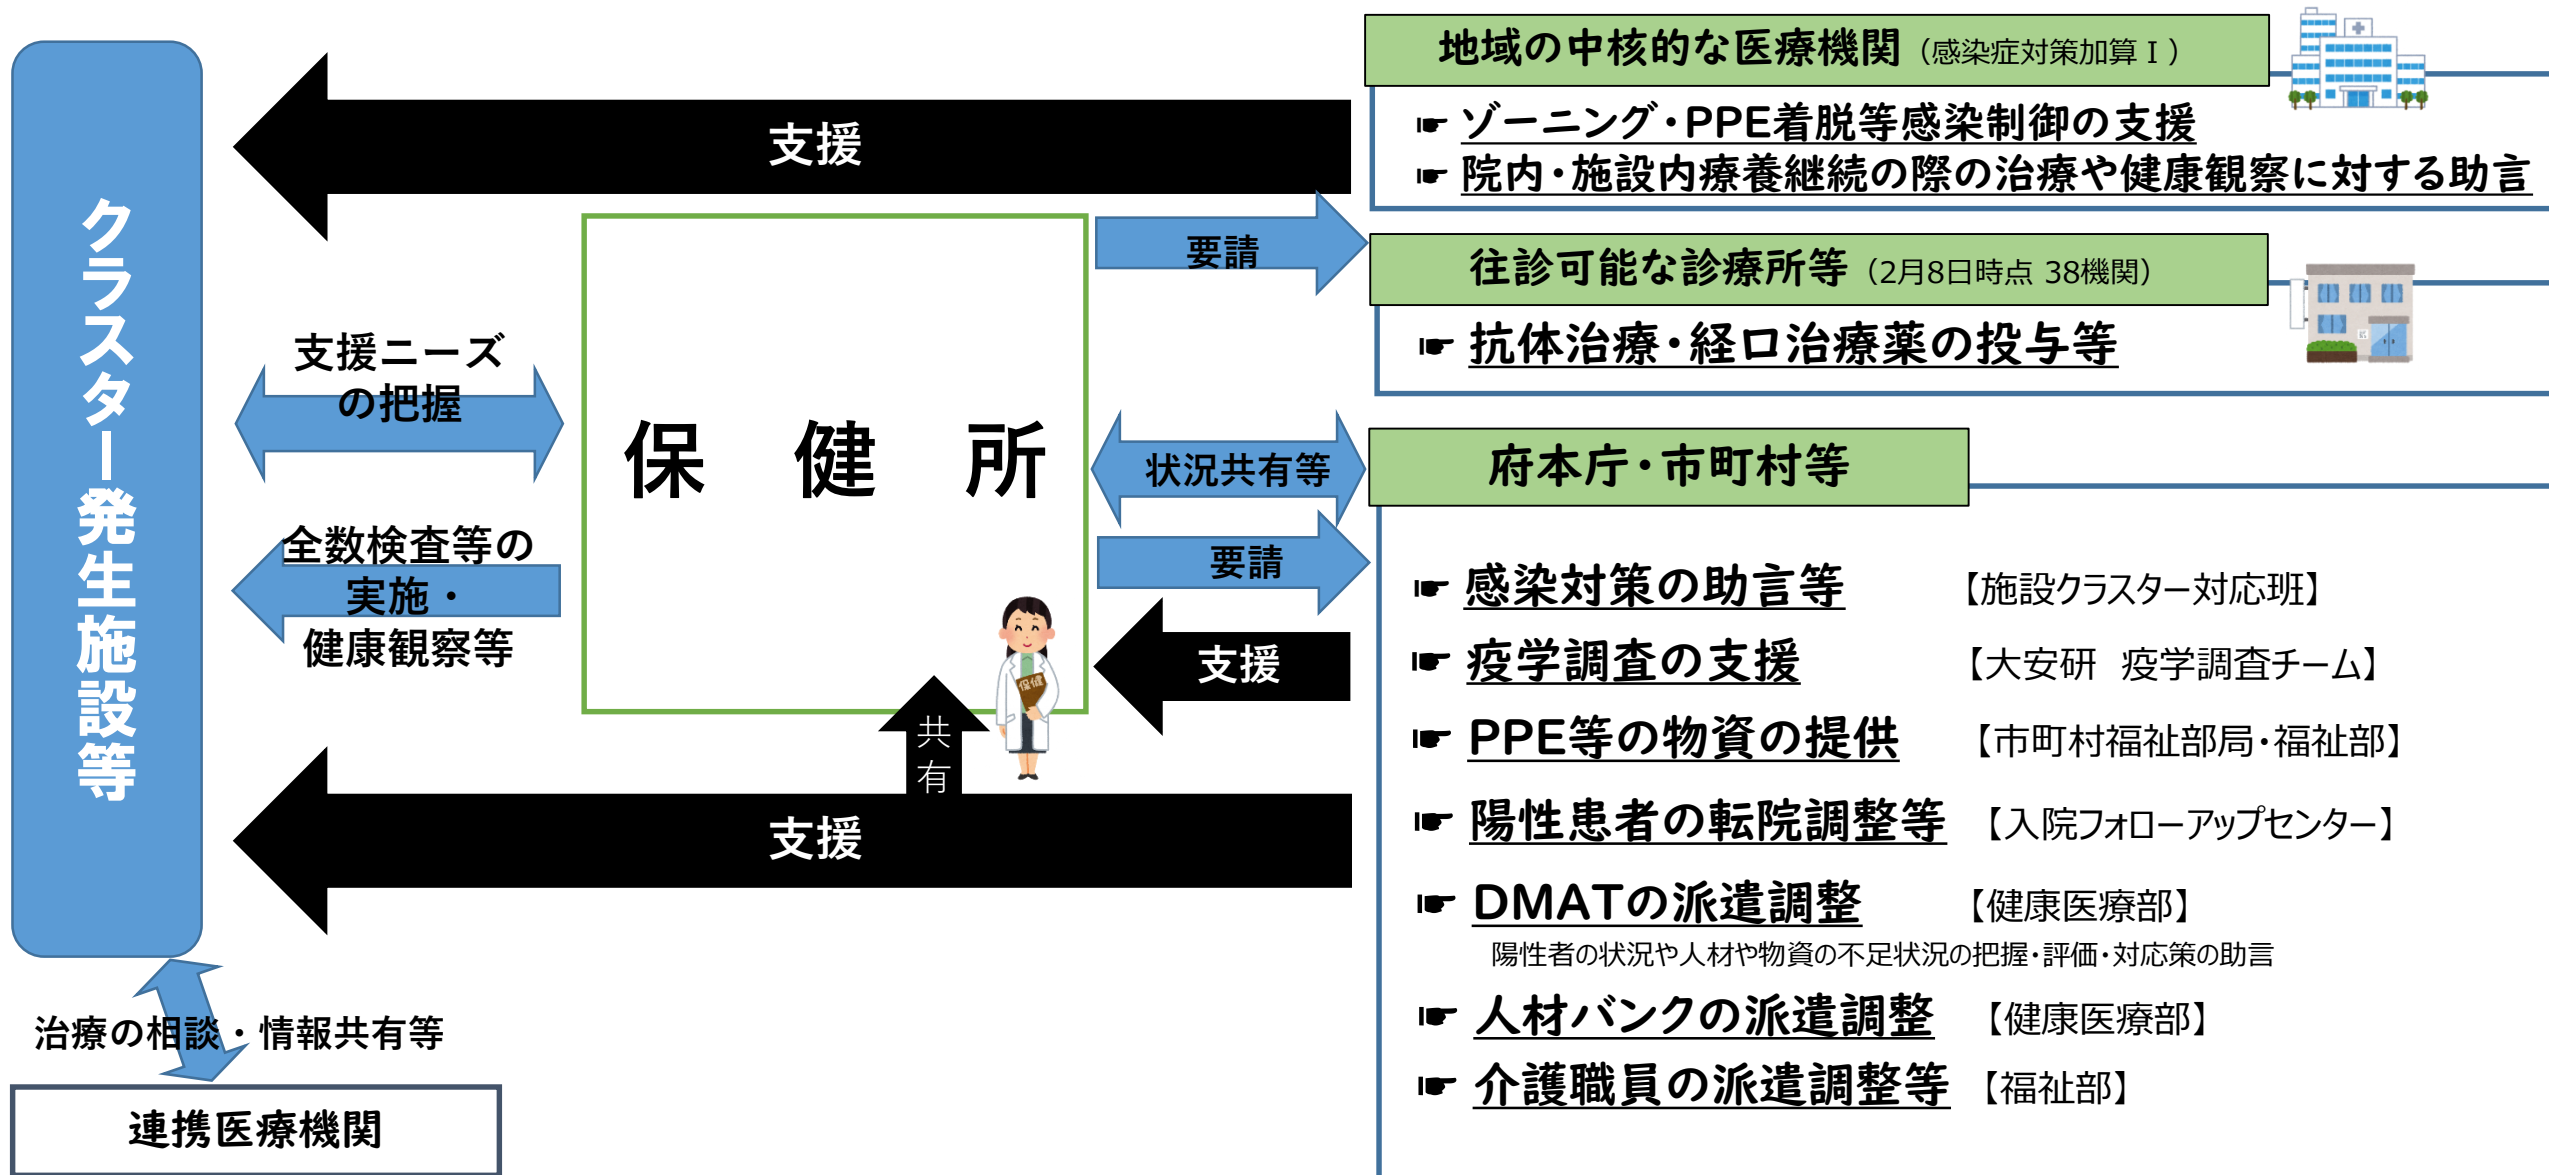 クラスター発生施設等
支援
支援ニーズ
の把握
全数検査等の
実施・
健康観察等
保 健 所
保健
要請
状況共有等
要請
支援
共有
支援
治療の相談・情報共有等
連携医療機関
地域の中核的な医療機関（感染症対策加算Ⅰ）
☛ ゾーニング・PPE着脱等感染制御の支援
☛ 院内・施設内療養継続の際の治療や健康観察に対する助言
往診可能な診療所等（2月8日時点 38機関）
☛ 抗体治療・経口治療薬の投与等
府本庁・市町村等
☛ 感染対策の助言等 【施設クラスター対応班】
☛ 疫学調査の支援 【大安研 疫学調査チーム】
☛ PPE等の物資の提供 【市町村福祉部局・福祉部】
☛ 陽性患者の転院調整等 【入院フォローアップセンター】
☛ DMATの派遣調整 【健康医療部】
陽性者の状況や人材や物資の不足状況の把握・評価・対応策の助言
☛ 人材バンクの派遣調整 【健康医療部】
☛ 介護職員の派遣調整等 【福祉部】